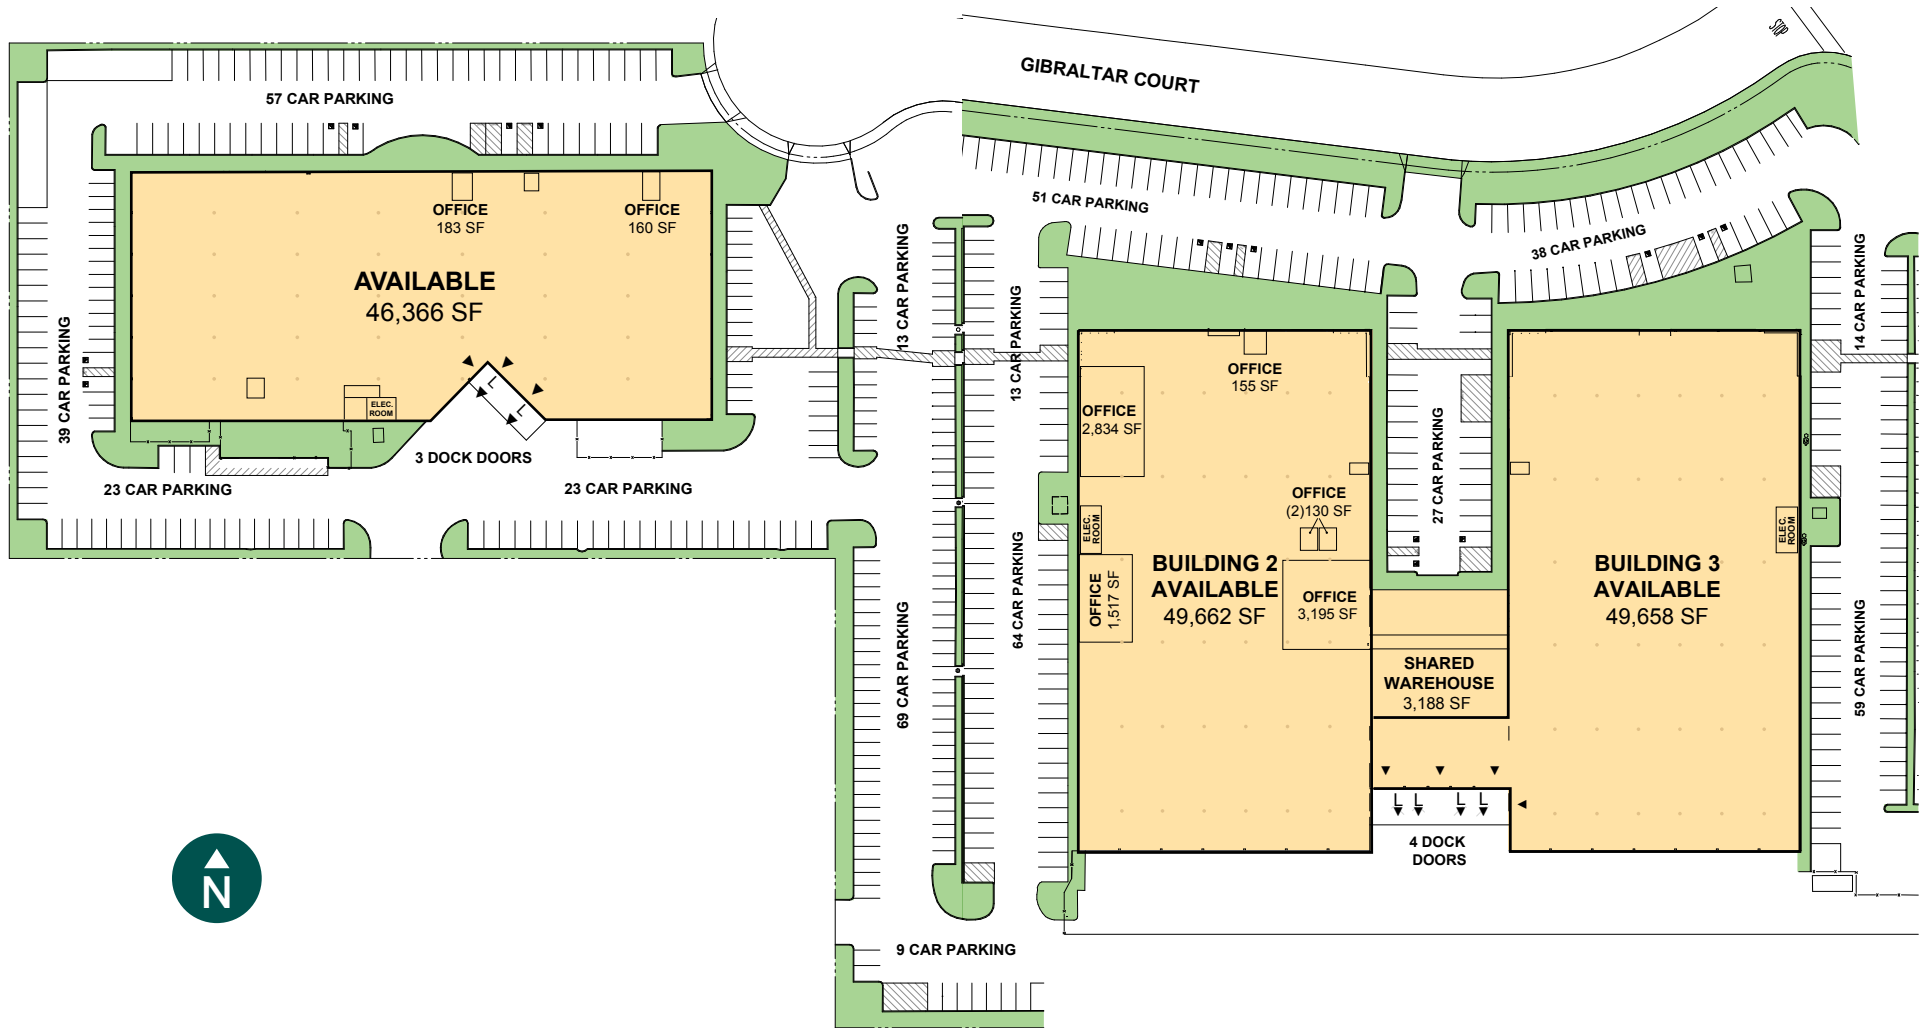 STOP
GIBRALTAR COURT
57 CAR PARKING
OFFICE
183 SF
OFFICE
160 SF
AVAILABLE
46,366 SF
39 CAR PARKING
ELEC.
ROOM
3 DOCK DOORS
23 CAR PARKING
23 CAR PARKING
L
L
13 CAR PARKING
13 CAR PARKING
51 CAR PARKING
38 CAR PARKING
14 CAR PARKING
OFFICE
155 SF
OFFICE
2,834 SF
27 CAR PARKING
OFFICE
(2)130 SF
ELEC.
ROOM
ELEC.
ROOM
64 CAR PARKING
BUILDING 2
AVAILABLE
49,662 SF
OFFICE
1,517 SF
OFFICE
3,195 SF
BUILDING 3
AVAILABLE
49,658 SF
69 CAR PARKING
59 CAR PARKING
SHARED
WAREHOUSE
3,188 SF
L
L
L
L
4 DOCK
DOORS
N
9 CAR PARKING